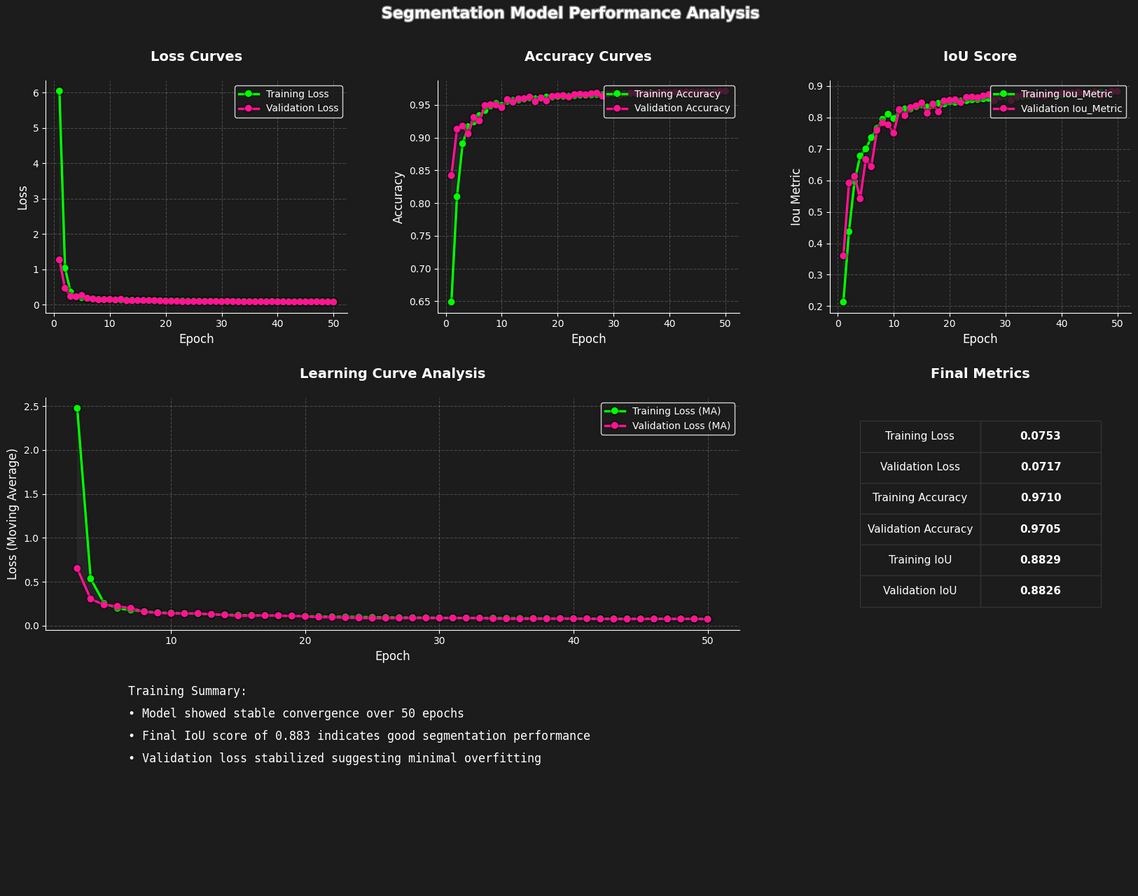 Segmentation Model Performance Analysis
Loss Curves
6
5
4
3
2
1
0
Loss
0 10 20 30 40 50
Epoch
Training Loss
Validation Loss
Accuracy Curves
0.95
0.90
0.85
0.80
0.75
0.70
0.65
Accuracy
0 10 20 30 40 50
Epoch
Training Accuracy
Validation Accuracy
IoU Score
0.9
0.8
0.7
0.6
0.5
0.4
0.3
0.2
Iou Metric
0 10 20 30 40 50
Epoch
Training Iou_Metric
Validation Iou_Metric
Learning Curve Analysis
2.5
2.0
1.5
1.0
0.5
0.0
Loss (Moving Average)
10 20 30 40 50
Epoch
Training Loss (MA)
Validation Loss (MA)
Final Metrics
Training Loss 0.0753
Validation Loss 0.0717
Training Accuracy 0.9710
Validation Accuracy 0.9705
Training IoU 0.8829
Validation IoU 0.8826
Training Summary:
• Model showed stable convergence over 50 epochs
• Final IoU score of 0.883 indicates good segmentation performance
• Validation loss stabilized suggesting minimal overfitting